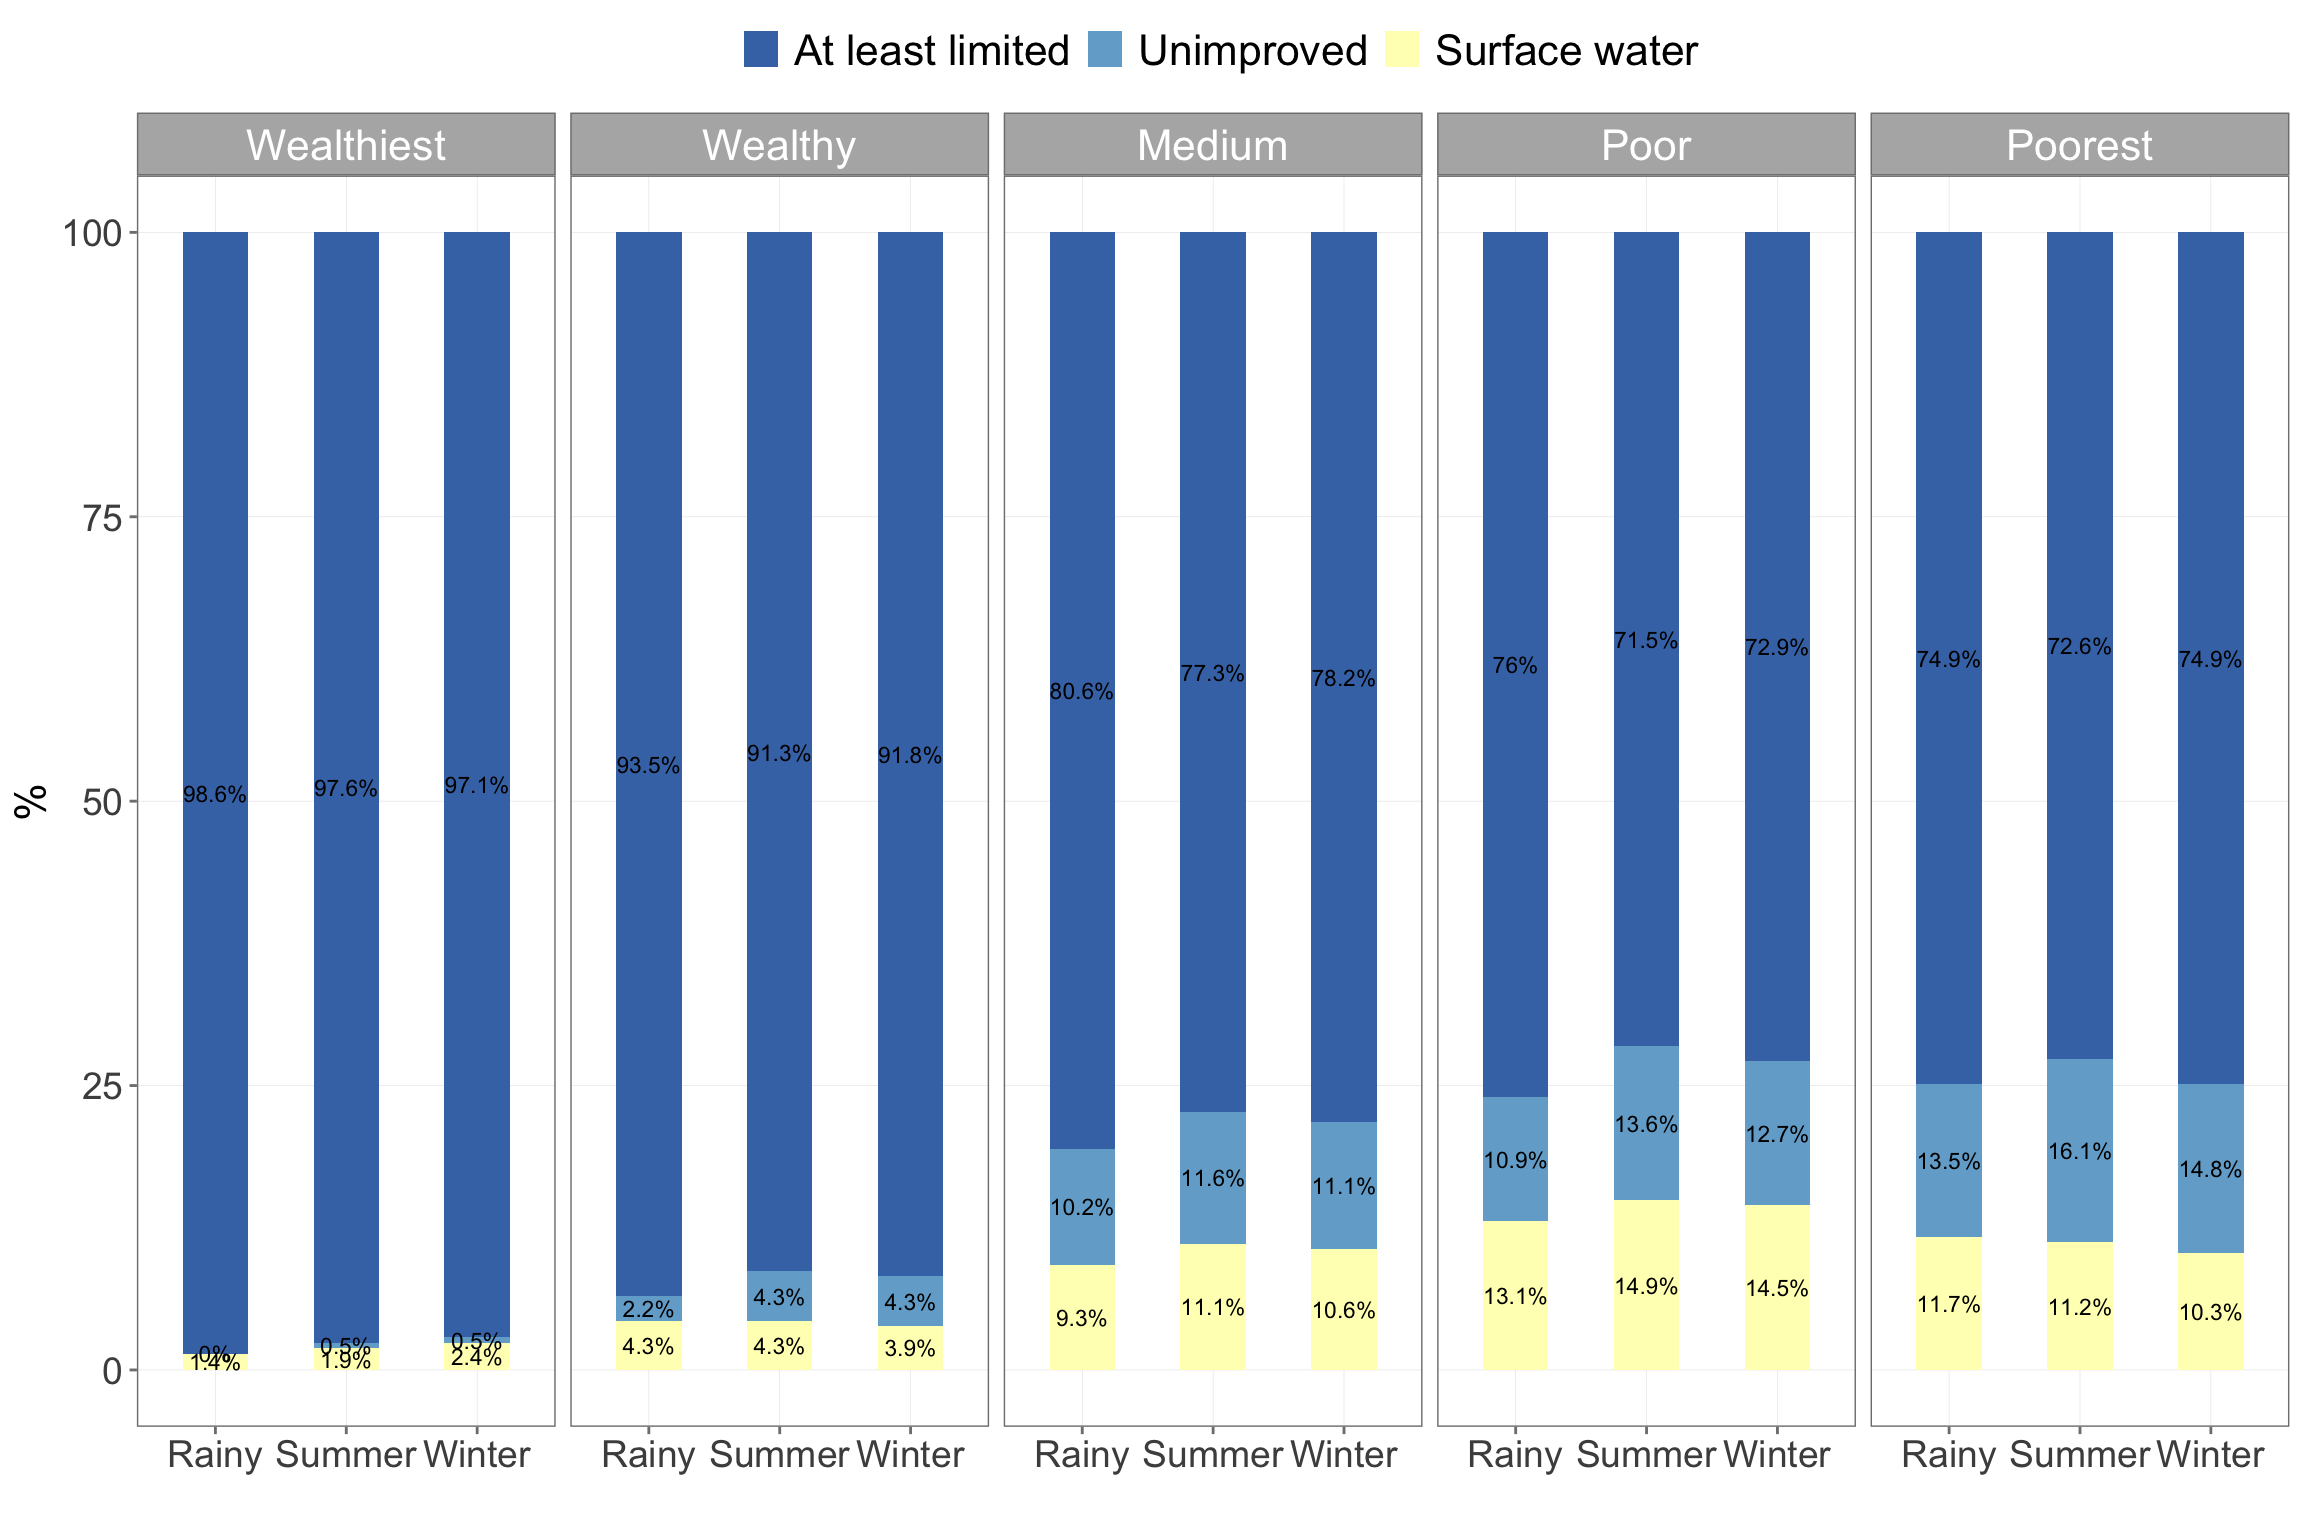 At least limited Unimproved Surface water
Wealthiest Wealthy Medium Poor Poorest
100
75
50
25
0
%
98.6% 97.6% 97.1% 93.5% 91.3% 91.8% 80.6% 77.3% 78.2% 76% 71.5% 72.9% 74.9% 72.6% 74.9%
0% 0.5% 0.5% 2.2% 4.3% 4.3% 10.2% 11.6% 11.1% 10.9% 13.6% 12.7% 13.5% 16.1% 14.8%
1.4% 1.9% 2.4% 4.3% 4.3% 3.9% 9.3% 11.1% 10.6% 13.1% 14.9% 14.5% 11.7% 11.2% 10.3%
Rainy Summer Winter Rainy Summer Winter Rainy Summer Winter Rainy Summer Winter Rainy Summer Winter